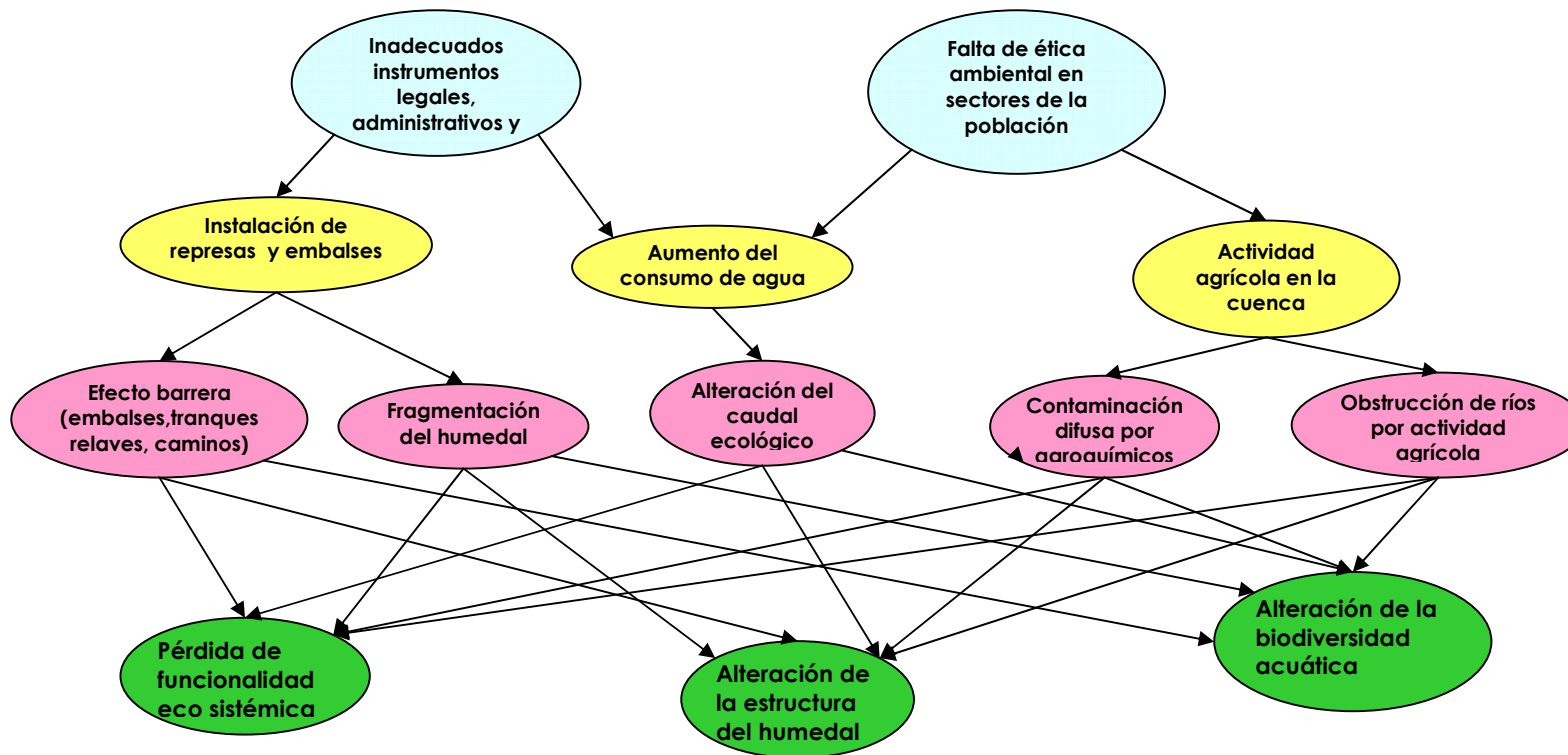 Inadecuados
instrumentos
legales,
administrativos y
Falta de ética
ambiental en
sectores de la
población
Instalación de
represas y embalses
Aumento del
consumo de agua
Actividad
agrícola en la
cuenca
Efecto barrera
(embalses,tranques
relaves, caminos)
Fragmentación
del humedal
Alteración del
caudal
ecológico
Contaminación
difusa por
agroquímicos
Obstrucción de ríos
por actividad
agrícola
Pérdida de
funcionalidad
eco sistémica
Alteración de
la estructura
del humedal
Alteración de la
biodiversidad
acuática